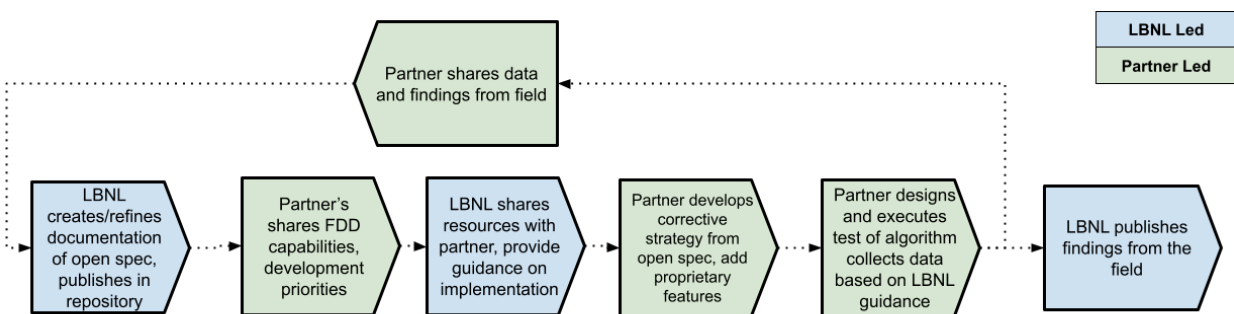 LBNL Led
Partner Led
Partner shares data
and findings from field
LBNL
creates/refines
documentation
of open spec,
publishes in
repository
Partner's
shares FDD
capabilities,
development
priorities
LBNL shares
resources with
partner, provide
guidance on
implementation
Partner develops
corrective
strategy from
open spec, add
proprietary
features
Partner designs
and executes
test of algorithm
collects data
based on LBNL
guidance
LBNL publishes
findings from the
field